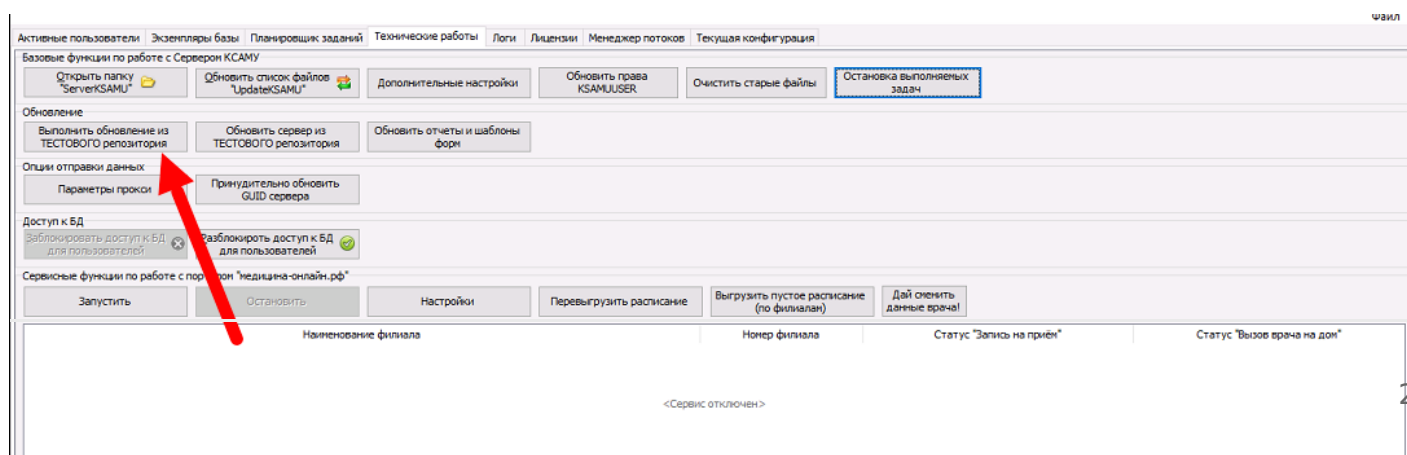 Файл
Активные пользователи Экземпляры базы Планировщик заданий Технические работы Логи Лицензии Менеджер потоков Текущая конфигурация
Базовые функции по работе с Сервером КСАМУ
Открыть папку "ServerKSAMU"
Обновить список файлов "UpdateKSAMU"
Дополнительные настройки
Обновить права KSAMUUSER
Очистить старые файлы
Остановка выполняемых задач
Обновление
Выполнить обновление из ТЕСТОВОГО репозитория
Обновить сервер из ТЕСТОВОГО репозитория
Обновить отчеты и шаблоны форм
Опции отправки данных
Параметры прокси
Принудительно обновить GUID сервера
Доступ к БД
Заблокировать доступ к БД для пользователей
Разблокироть доступ к БД для пользователей
Сервисные функции по работе с порталом "медицина-онлайн.рф"
Запустить
Остановить
Настройки
Перевыгрузить расписание
Выгрузить пустое расписание (по филиалам)
Дай сменить данные врача!
Наименование филиала Номер филиала Статус "Запись на приём" Статус "Вызов врача на дом"
<Сервис отключен>
2